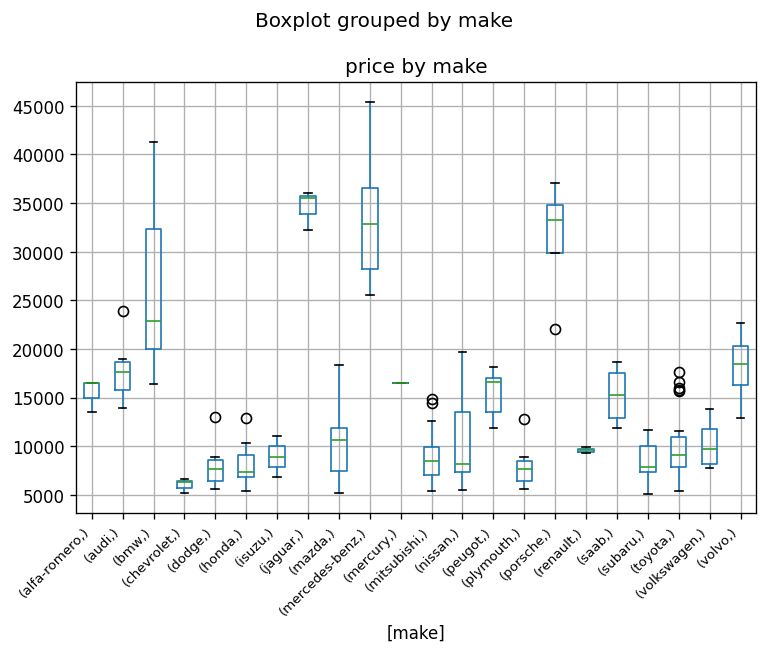 Boxplot grouped by make
price by make
45000
40000
35000
30000
25000
20000
15000
10000
5000
(alfa-romero,)
(audi,)
(bmw,)
(chevrolet,)
(dodge,)
(honda,)
(isuzu,)
(jaguar,)
(mazda,)
(mercedes-benz,)
(mercury,)
(mitsubishi,)
(nissan,)
(peugot,)
(plymouth,)
(porsche,)
(renault,)
(saab,)
(subaru,)
(toyota,)
(volkswagen,)
(volvo,)
[make]